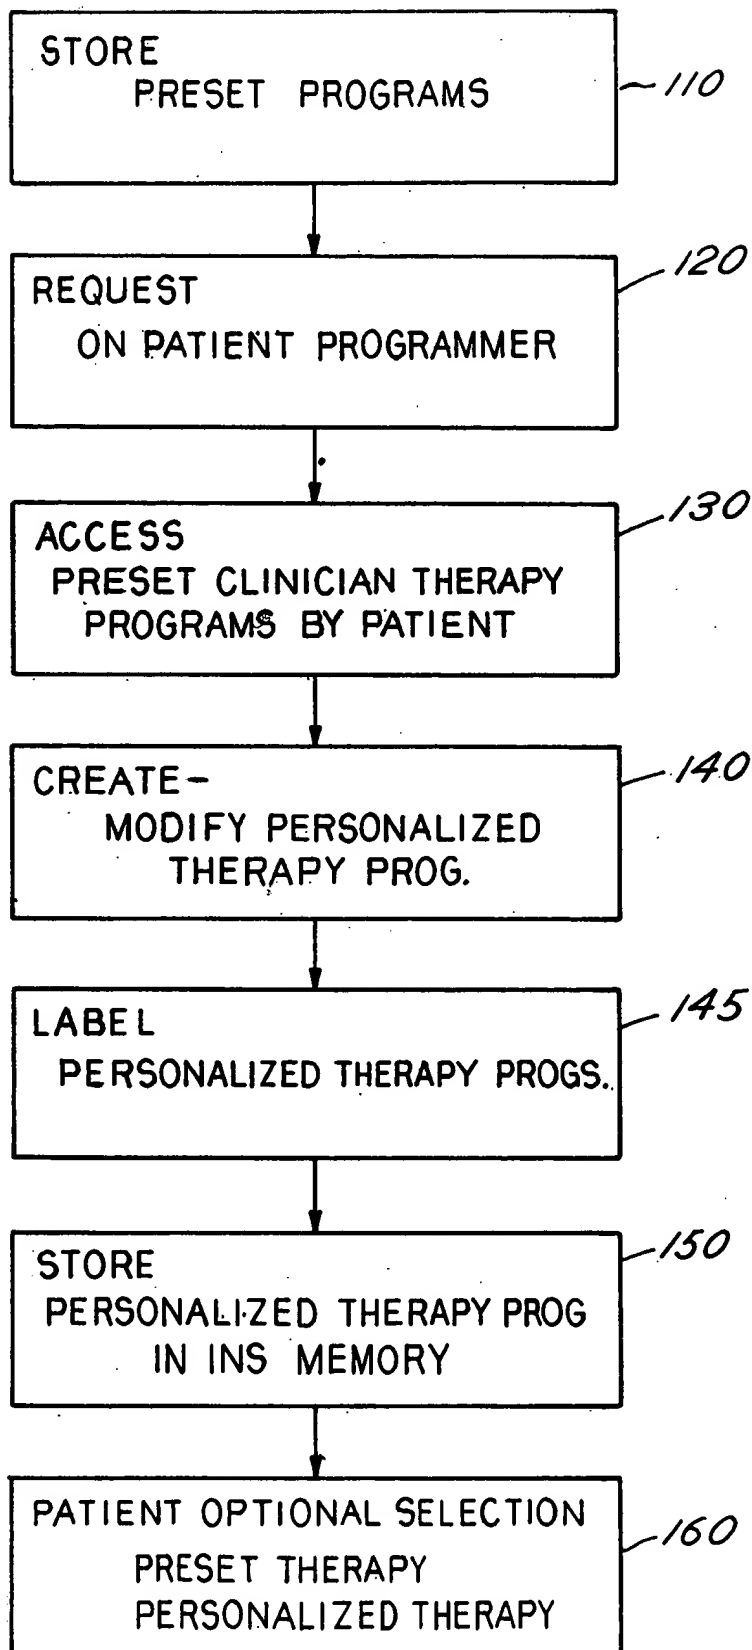 STORE
PRESET PROGRAMS
110
REQUEST
ON PATIENT PROGRAMMER
120
ACCESS
PRESET CLINICIAN THERAPY
PROGRAMS BY PATIENT
130
CREATE-
MODIFY PERSONALIZED
THERAPY PROG.
140
LABEL
PERSONALIZED THERAPY PROGS.
145
STORE
PERSONALIZED THERAPY PROG
IN INS MEMORY
150
PATIENT OPTIONAL SELECTION
PRESET THERAPY
PERSONALIZED THERAPY
160